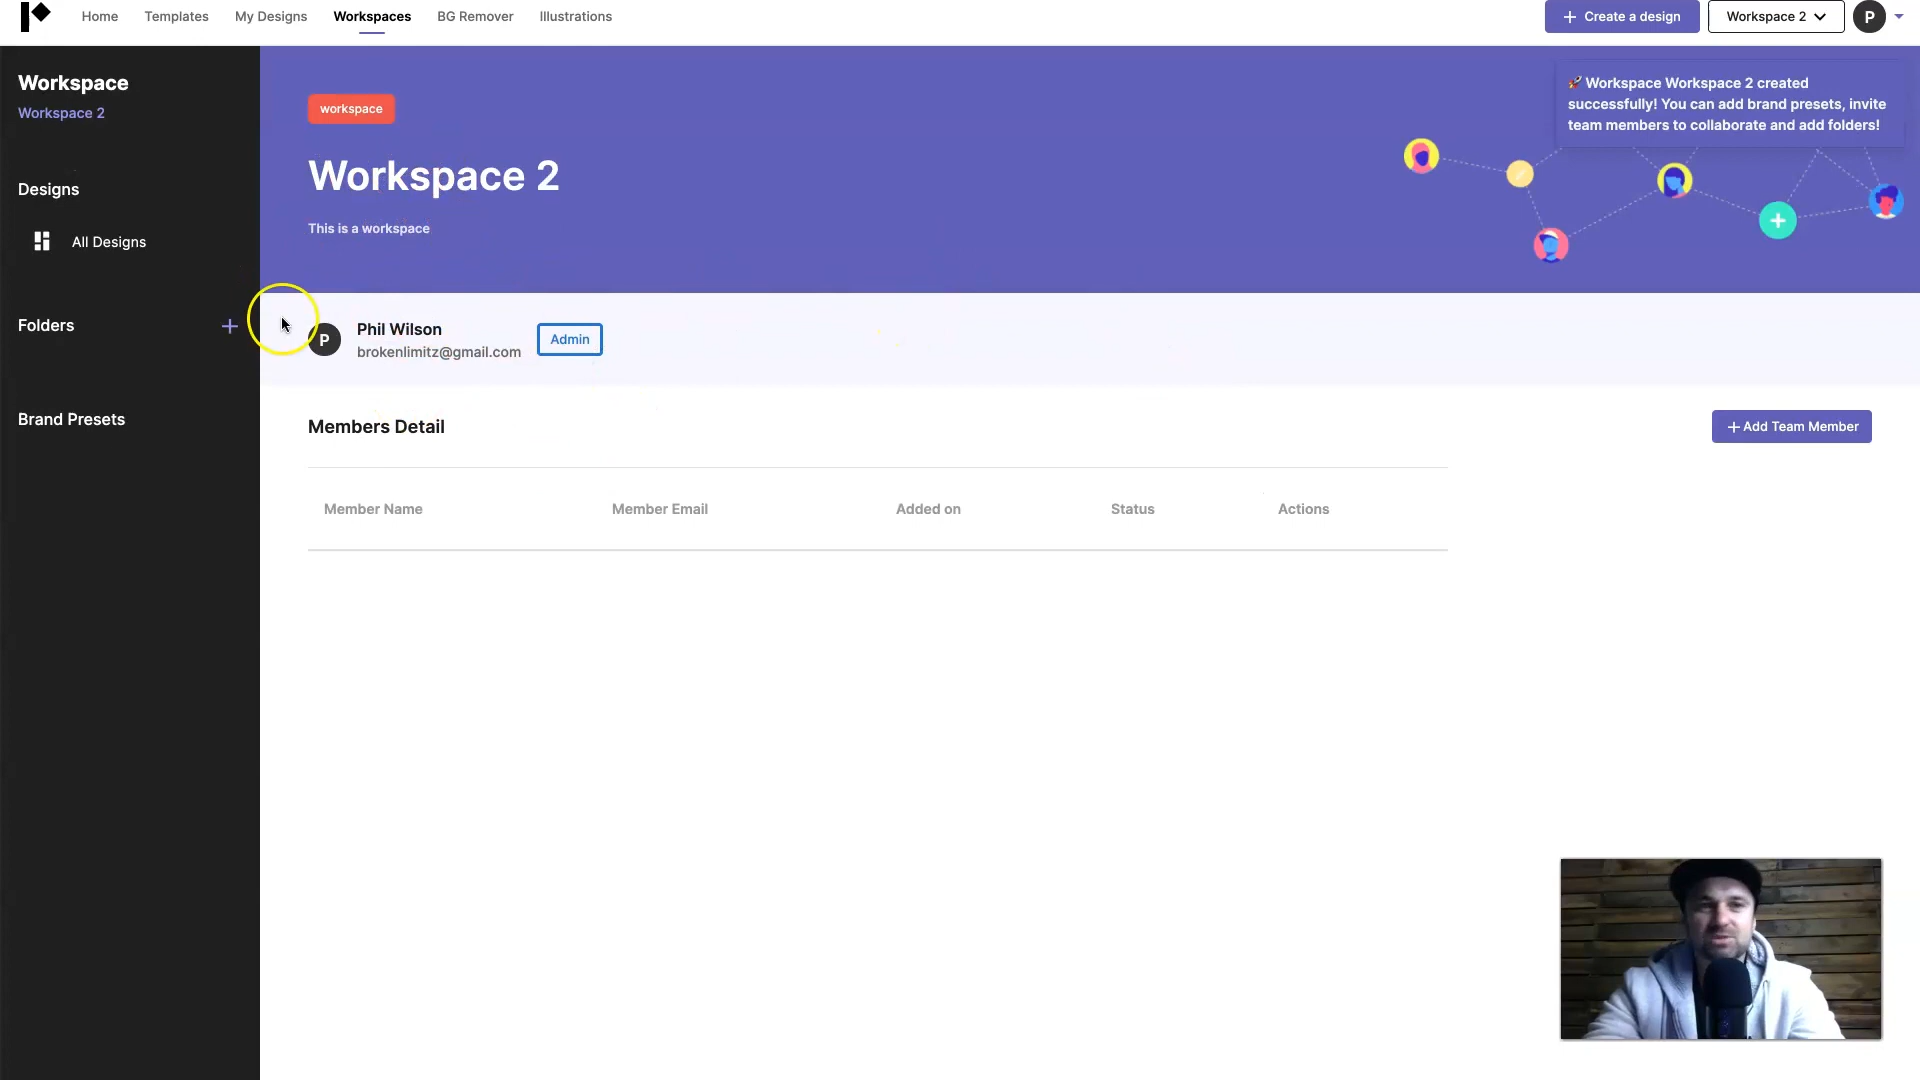 Home Templates My Designs Workspaces BG Remover Illustrations
+ Create a design
Workspace 2
P
Workspace
Workspace 2
Designs
All Designs
Folders +
Brand Presets
workspace
Workspace 2
This is a workspace
🚀 Workspace Workspace 2 created
successfully! You can add brand presets, invite
team members to collaborate and add folders!
P
Phil Wilson
brokenlimitz@gmail.com
Admin
Members Detail
+ Add Team Member
Member Name Member Email Added on Status Actions